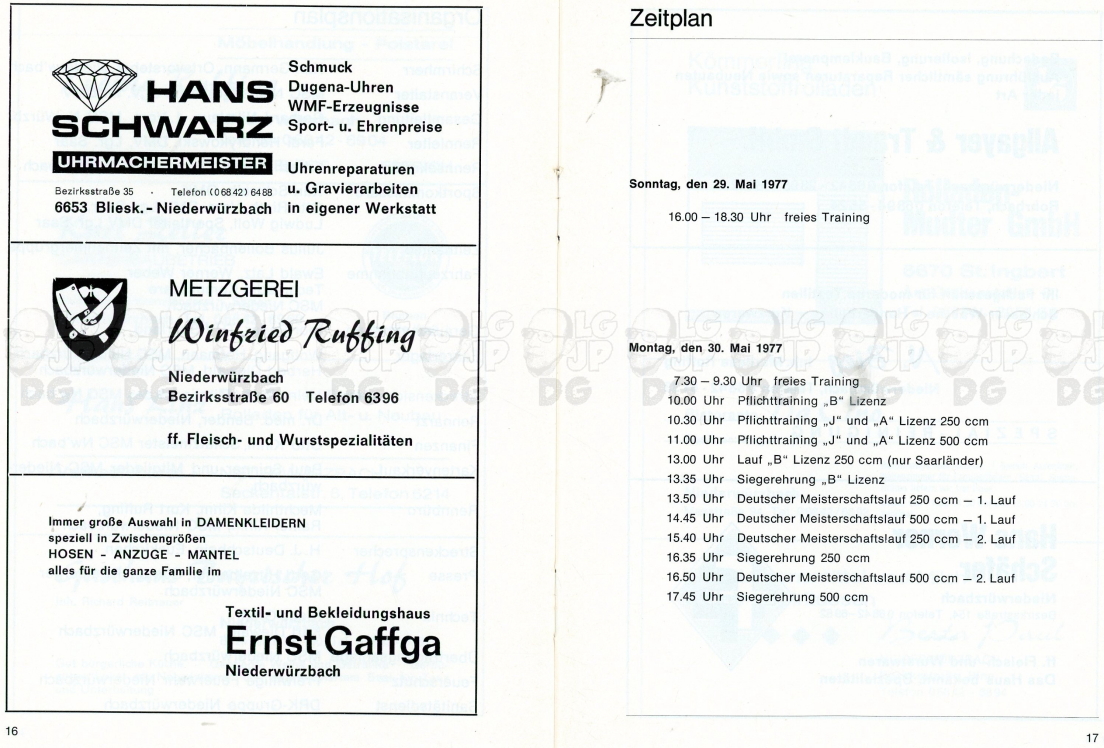 HANS
SCHWARZ
UHRMACHERMEISTER
Bezirksstraße 35 · Telefon (06842) 6488
6653 Bliesk. - Niederwürzbach
Schmuck
Dugena-Uhren
WMF-Erzeugnisse
Sport- u. Ehrenpreise
Uhrenreparaturen
u. Gravierarbeiten
in eigener Werkstatt
METZGEREI
Winfried Ruffing
Niederwürzbach
Bezirksstraße 60 Telefon 6396
ff. Fleisch- und Wurstspezialitäten
Immer große Auswahl in DAMENKLEIDERN
speziell in Zwischengrößen
HOSEN - ANZÜGE - MÄNTEL
alles für die ganze Familie im
Textil- und Bekleidungshaus
Ernst Gaffga
Niederwürzbach
16
Zeitplan
Sonntag, den 29. Mai 1977
16.00 – 18.30 Uhr freies Training
Montag, den 30. Mai 1977
7.30 – 9.30 Uhr freies Training
10.00 Uhr Pflichttraining „B" Lizenz
10.30 Uhr Pflichttraining „J" und „A" Lizenz 250 ccm
11.00 Uhr Pflichttraining „J" und „A" Lizenz 500 ccm
13.00 Uhr Lauf „B" Lizenz 250 ccm (nur Saarländer)
13.35 Uhr Siegerehrung „B" Lizenz
13.50 Uhr Deutscher Meisterschaftslauf 250 ccm – 1. Lauf
14.45 Uhr Deutscher Meisterschaftslauf 500 ccm – 1. Lauf
15.40 Uhr Deutscher Meisterschaftslauf 250 ccm – 2. Lauf
16.35 Uhr Siegerehrung 250 ccm
16.50 Uhr Deutscher Meisterschaftslauf 500 ccm – 2. Lauf
17.45 Uhr Siegerehrung 500 ccm
17
LG JP DG